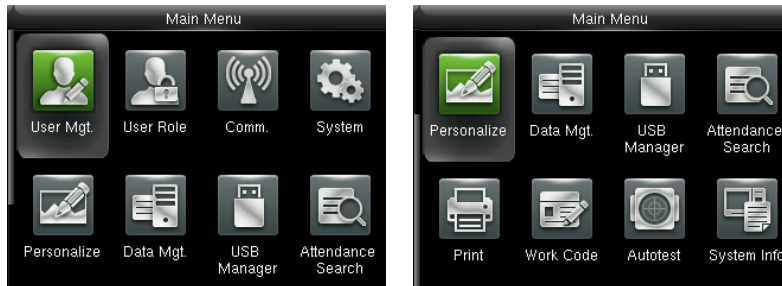 Main Menu
User Mgt.
User Role
Comm.
System
Personalize
Data Mgt.
USB
Manager
Attendance
Search
Main Menu
Personalize
Data Mgt.
USB
Manager
Attendance
Search
Print
Work Code
Autotest
System Info